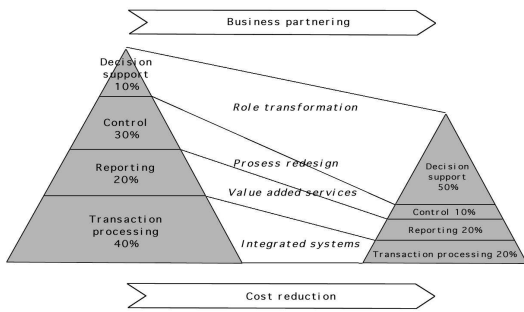 Business partnering
Decision
support
10%
Control
30%
Reporting
20%
Transaction
processing
40%
Role transformation
Prosess redesign
Value added services
Integrated systems
Decision
support
50%
Control 10%
Reporting 20%
Transaction processing 20%
Cost reduction